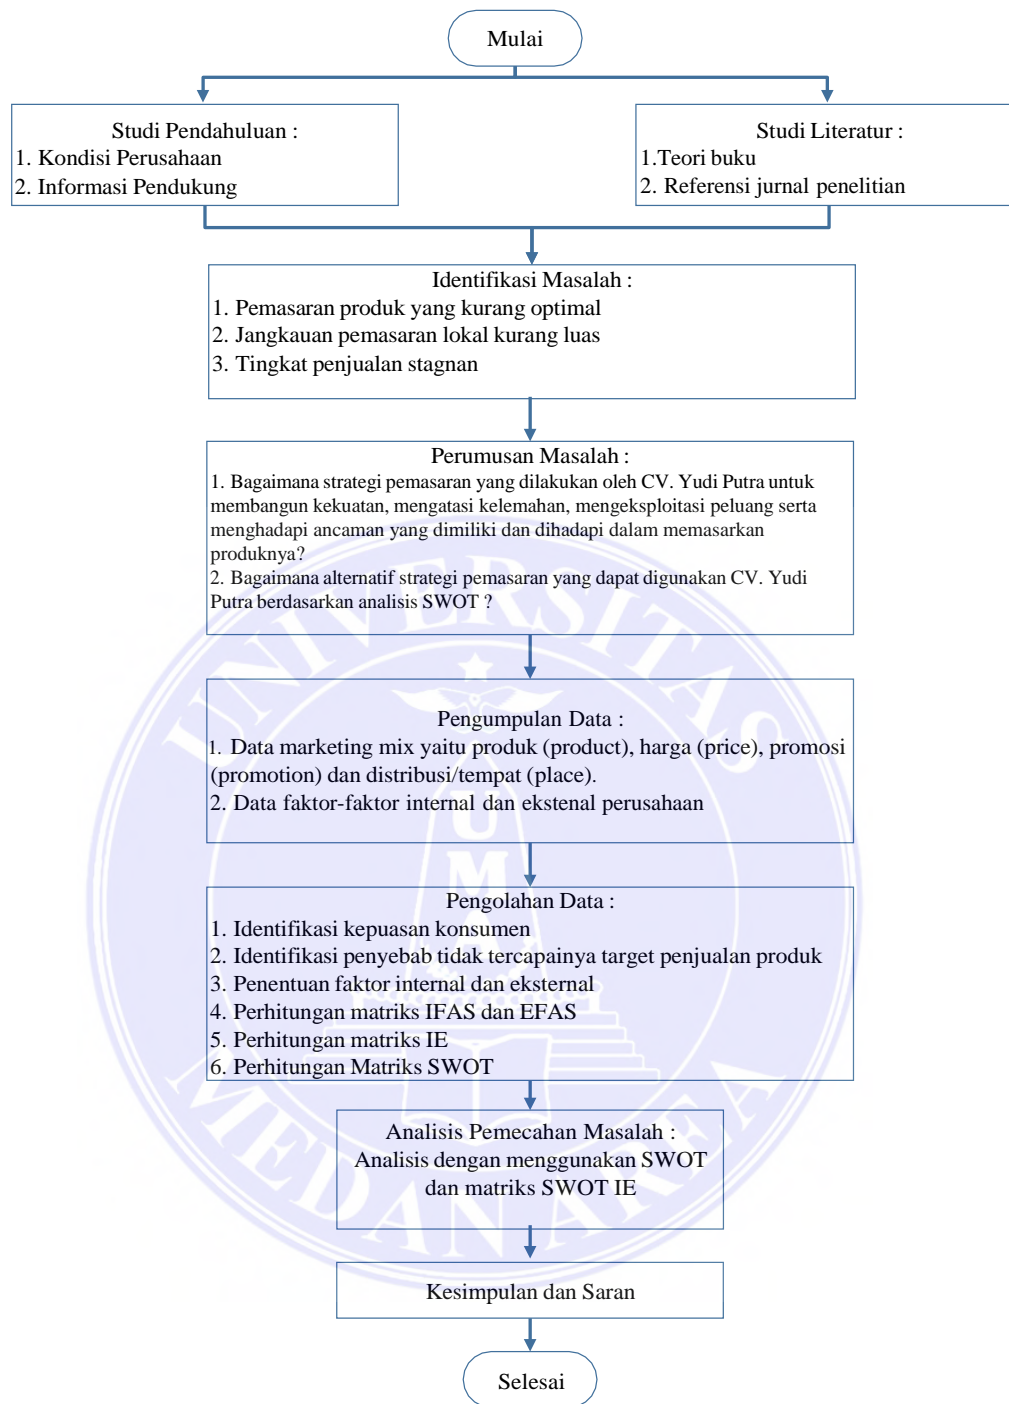 Mulai
Studi Pendahuluan :
1. Kondisi Perusahaan
2. Informasi Pendukung
Studi Literatur :
1.Teori buku
2. Referensi jurnal penelitian
Identifikasi Masalah :
1. Pemasaran produk yang kurang optimal
2. Jangkauan pemasaran lokal kurang luas
3. Tingkat penjualan stagnan
Perumusan Masalah :
1. Bagaimana strategi pemasaran yang dilakukan oleh CV. Yudi Putra untuk
membangun kekuatan, mengatasi kelemahan, mengeksploitasi peluang serta
menghadapi ancaman yang dimiliki dan dihadapi dalam memasarkan
produknya?
2. Bagaimana alternatif strategi pemasaran yang dapat digunakan CV. Yudi
Putra berdasarkan analisis SWOT ?
Pengumpulan Data :
1. Data marketing mix yaitu produk (product), harga (price), promosi
(promotion) dan distribusi/tempat (place).
2. Data faktor-faktor internal dan ekstenal perusahaan
Pengolahan Data :
1. Identifikasi kepuasan konsumen
2. Identifikasi penyebab tidak tercapainya target penjualan produk
3. Penentuan faktor internal dan eksternal
4. Perhitungan matriks IFAS dan EFAS
5. Perhitungan matriks IE
6. Perhitungan Matriks SWOT
Analisis Pemecahan Masalah :
Analisis dengan menggunakan SWOT
dan matriks SWOT IE
Kesimpulan dan Saran
Selesai
UNIVERSITAS
UMA
MEDAN AREA